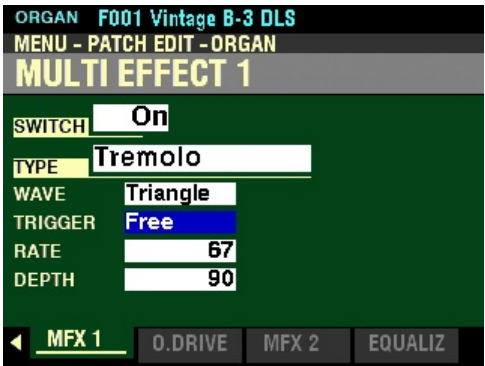 ORGAN F001 Vintage B-3 DLS
MENU - PATCH EDIT - ORGAN
MULTI EFFECT 1
SWITCH On
TYPE Tremolo
WAVE Triangle
TRIGGER Free
RATE 67
DEPTH 90
MFX 1 O.DRIVE MFX 2 EQUALIZ